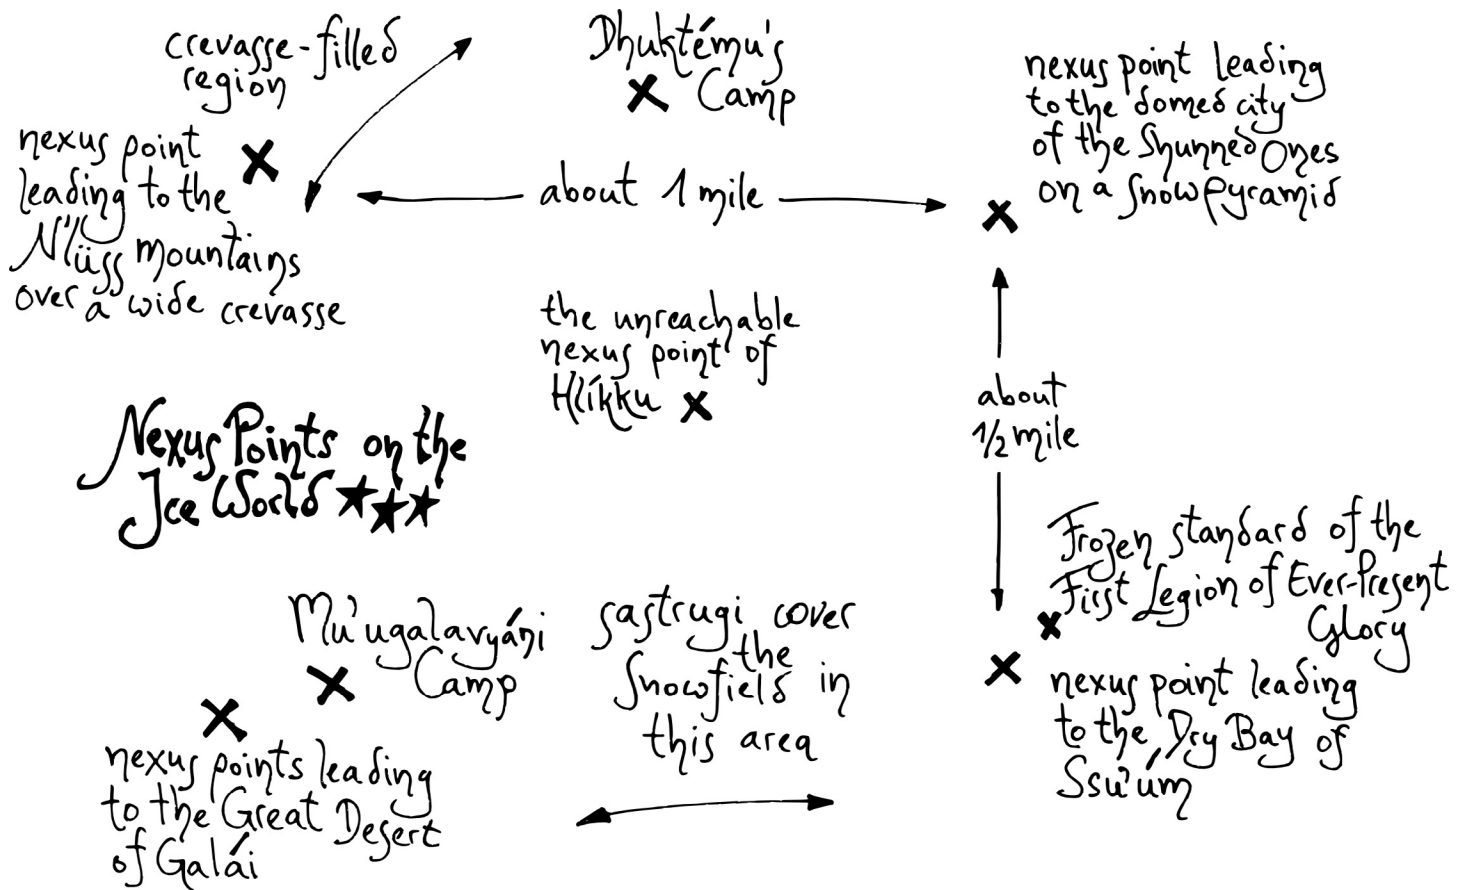 crevasse-filled
region
Dhuktému's
Camp
nexus point leading
to the domed city
of the Shunned Ones
on a Snow Pyramid
nexus point
leading to the
N'lüss mountains
over a wide crevasse
about 1 mile
the unreachable
nexus point of
Hlíkku
about
1/2 mile
Nexus Points on the
Ice World
Frozen standard of the
First Legion of Ever-Present
Glory
Mu'ugalavyáni
Camp
sastrugi cover
the
Snowfield in
this area
nexus point leading
to the Dry Bay of
Ssu'úm
nexus points leading
to the Great Desert
of Galái